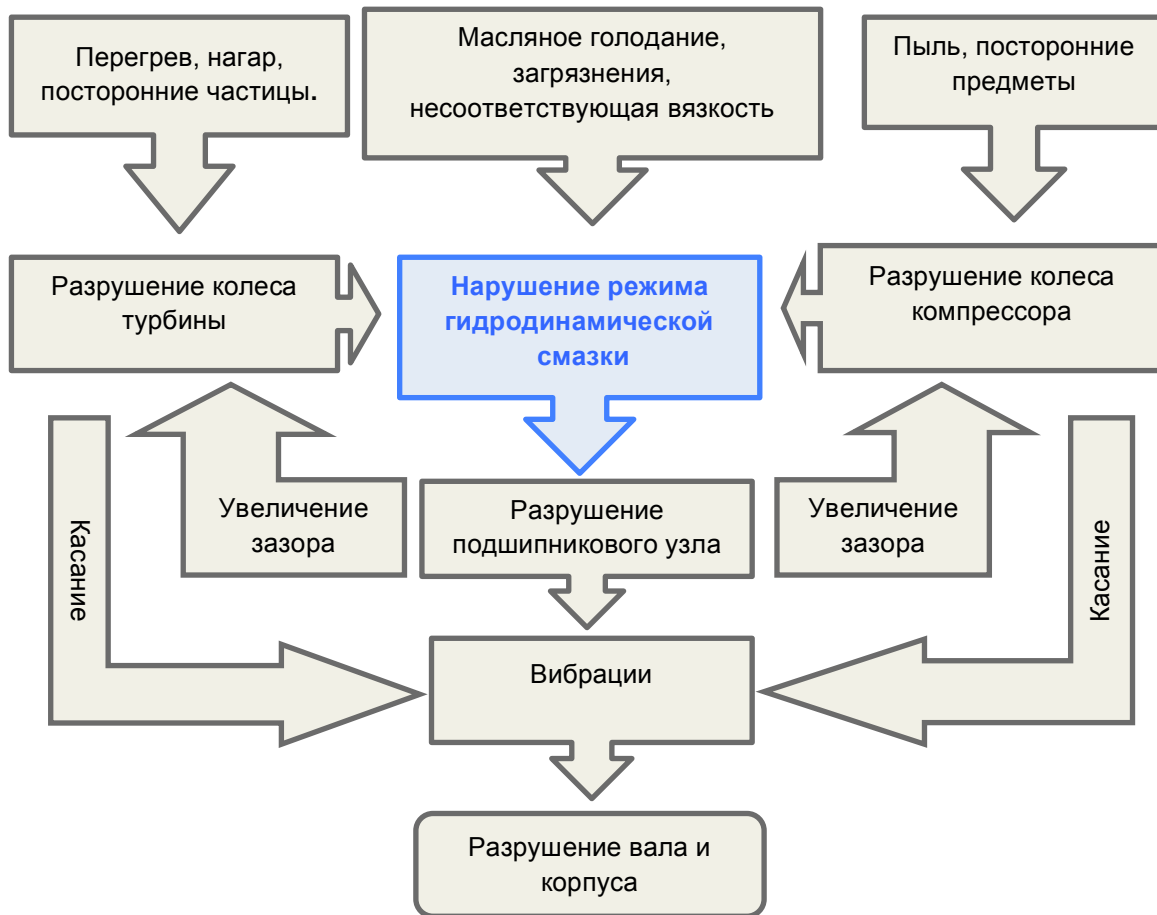 Перегрев, нагар,
посторонние частицы.
Масляное голодание,
загрязнения,
несоответствующая вязкость
Пыль, посторонние
предметы
Разрушение колеса
турбины
Нарушение режима
гидродинамической
смазки
Разрушение колеса
компрессора
Касание
Увеличение
зазора
Разрушение
подшипникового узла
Увеличение
зазора
Касание
Вибрации
Разрушение вала и
корпуса